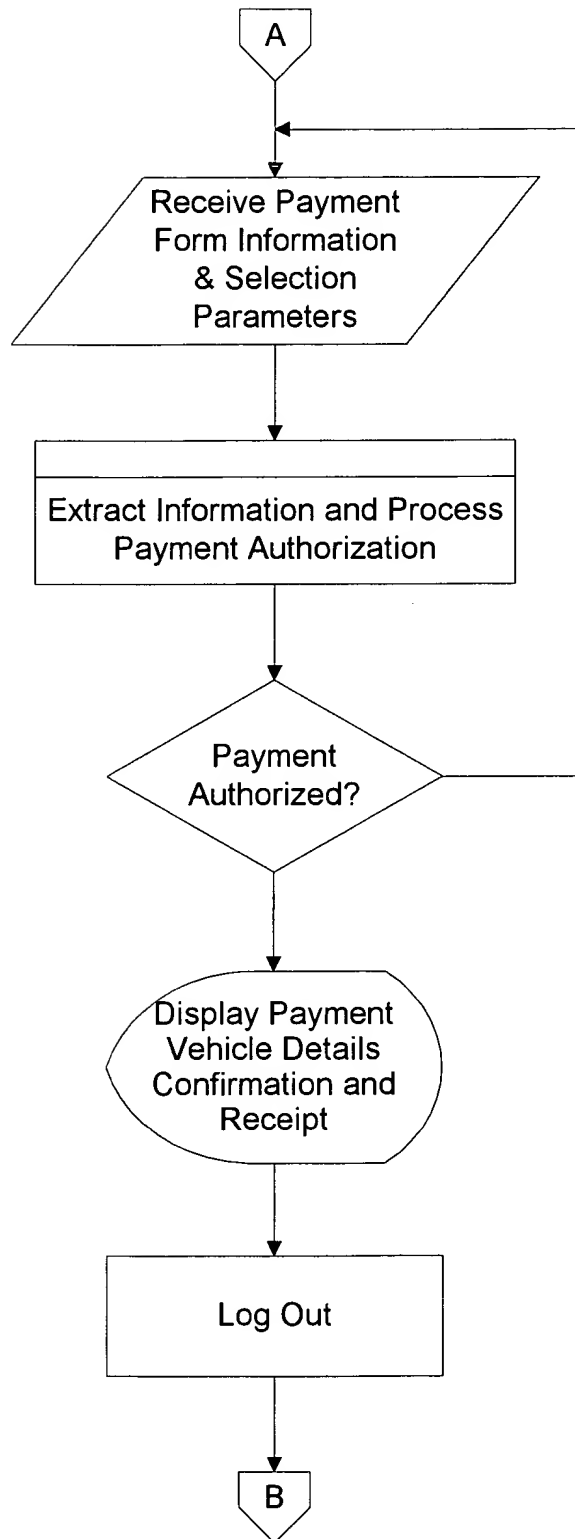 A
Receive Payment
Form Information
& Selection
Parameters
Extract Information and Process
Payment Authorization
Payment
Authorized?
Display Payment
Vehicle Details
Confirmation and
Receipt
Log Out
B